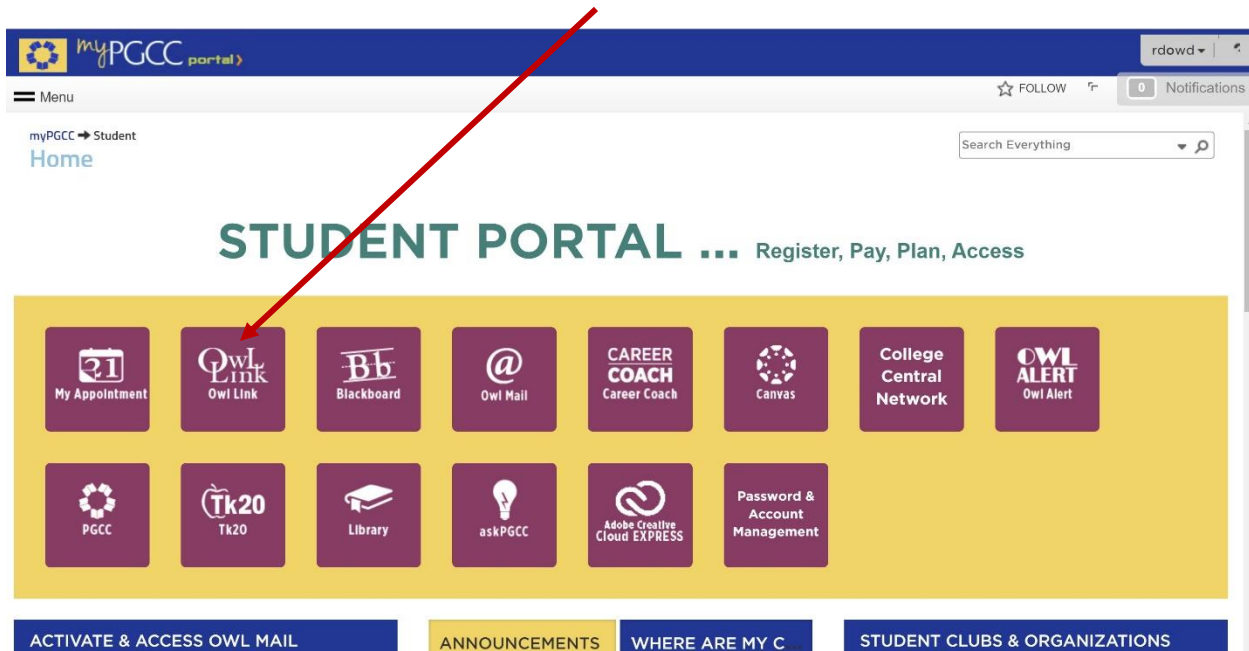 myPGCC portal>
rdowd
Menu
FOLLOW
0 Notifications
myPGCC → Student
Home
Search Everything
STUDENT PORTAL ... Register, Pay, Plan, Access
21
My Appointment
Owl Link
Owl Link
Bb
Blackboard
@
Owl Mail
CAREER
COACH
Career Coach
Canvas
College
Central
Network
OWL
ALERT
Owl Alert
PGCC
Tk20
Tk20
Library
askPGCC
Adobe Creative
Cloud EXPRESS
Password &
Account
Management
ACTIVATE & ACCESS OWL MAIL
ANNOUNCEMENTS
WHERE ARE MY C...
STUDENT CLUBS & ORGANIZATIONS